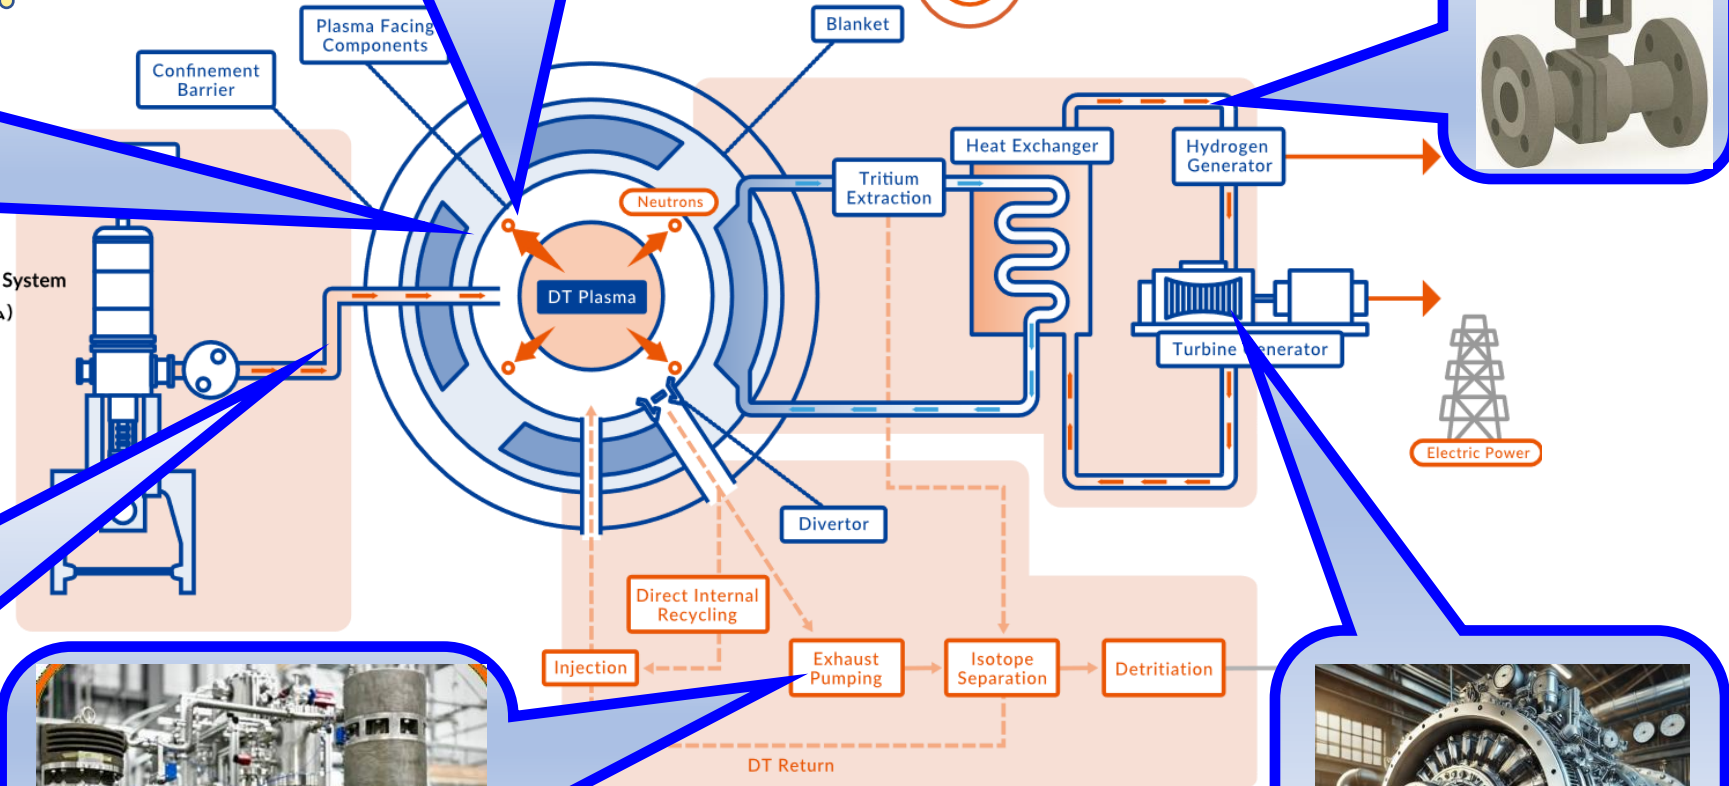 Plasma Facing
Components
Blanket
Confinement
Barrier
Heat Exchanger
Hydrogen
Generator
Tritium
Extraction
Neutrons
System
DT Plasma
Turbine
Electric Power
Divertor
Direct Internal
Recycling
Injection
Exhaust
Pumping
Isotope
Separation
Detritiation
DT Return